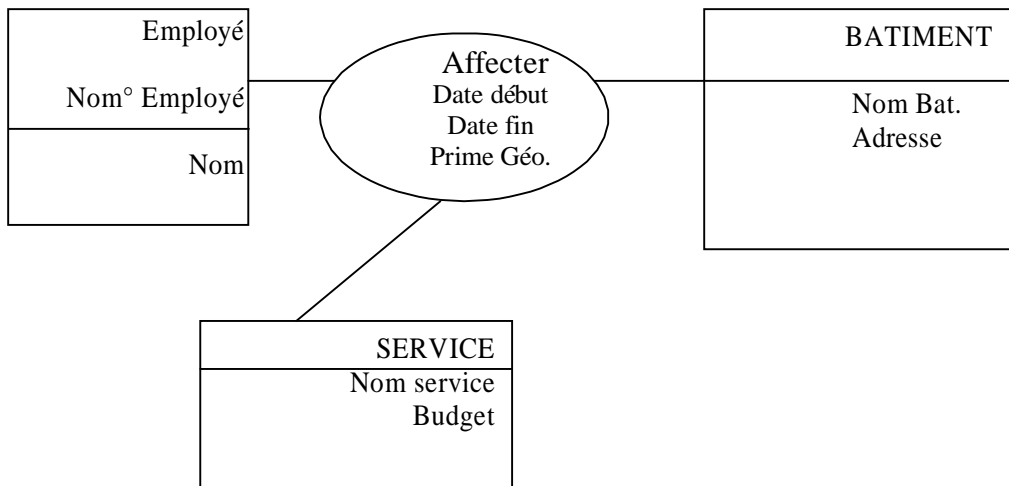 Employé
Nom° Employé
Nom
Affecter
Date début
Date fin
Prime Géo.
BATIMENT
Nom Bat.
Adresse
SERVICE
Nom service
Budget